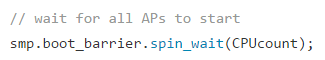 // wait for all APs to start
smp.boot_barrier.spin_wait(CPUcount);